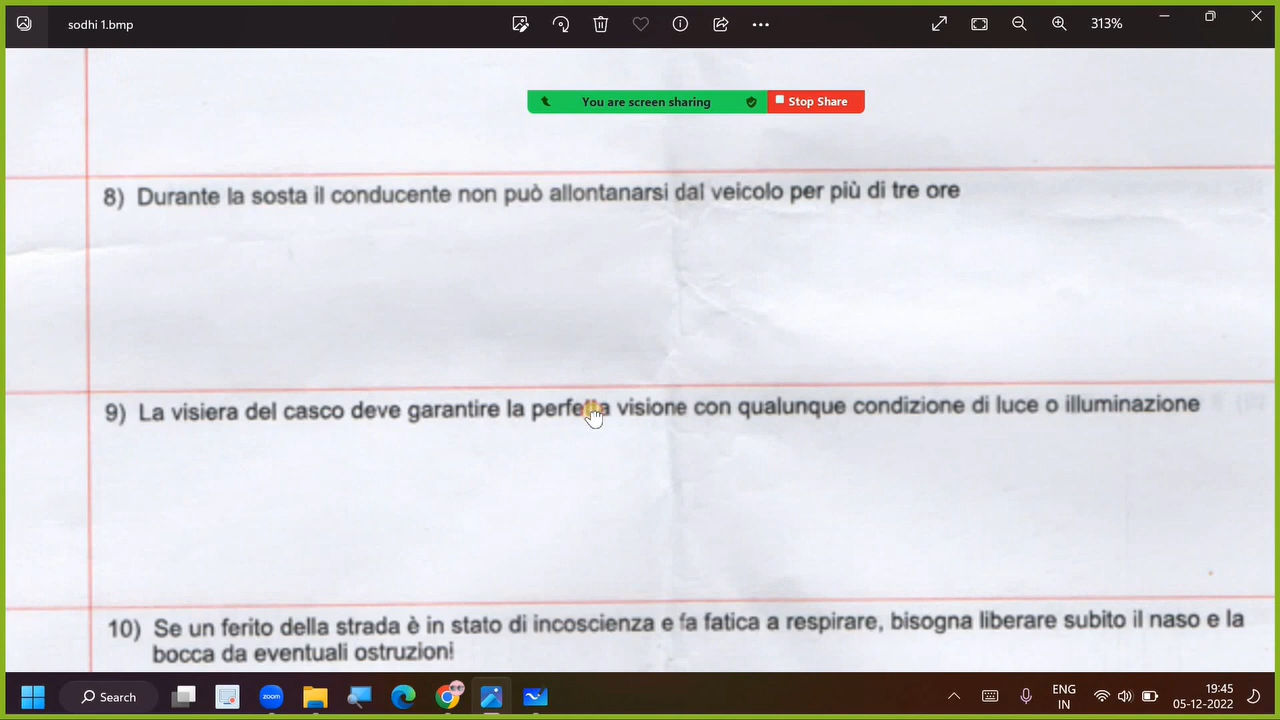 sodhi 1.bmp
313%
You are screen sharing
Stop Share
8) Durante la sosta il conducente non può allontanarsi dal veicolo per più di tre ore
9) La visiera del casco deve garantire la perfetta visione con qualunque condizione di luce o illuminazione
10) Se un ferito della strada è in stato di incoscienza e fa fatica a respirare, bisogna liberare subito il naso e la
bocca da eventuali ostruzioni
Search
zoom
ENG
IN
19:45
05-12-2022